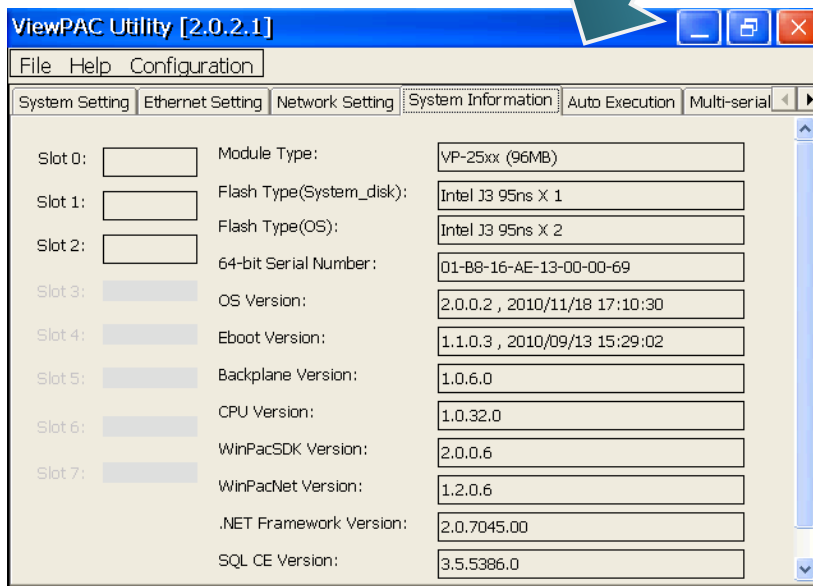 ViewPAC Utility [2.0.2.1]
File Help Configuration
System Setting Ethernet Setting Network Setting System Information Auto Execution Multi-serial
Slot 0:
Slot 1:
Slot 2:
Slot 3:
Slot 4:
Slot 5:
Slot 6:
Slot 7:
Module Type: VP-25xx (96MB)
Flash Type(System_disk): Intel J3 95ns X 1
Flash Type(OS): Intel J3 95ns X 2
64-bit Serial Number: 01-B8-16-AE-13-00-00-69
OS Version: 2.0.0.2 , 2010/11/18 17:10:30
Eboot Version: 1.1.0.3 , 2010/09/13 15:29:02
Backplane Version: 1.0.6.0
CPU Version: 1.0.32.0
WinPacSDK Version: 2.0.0.6
WinPacNet Version: 1.2.0.6
.NET Framework Version: 2.0.7045.00
SQL CE Version: 3.5.5386.0